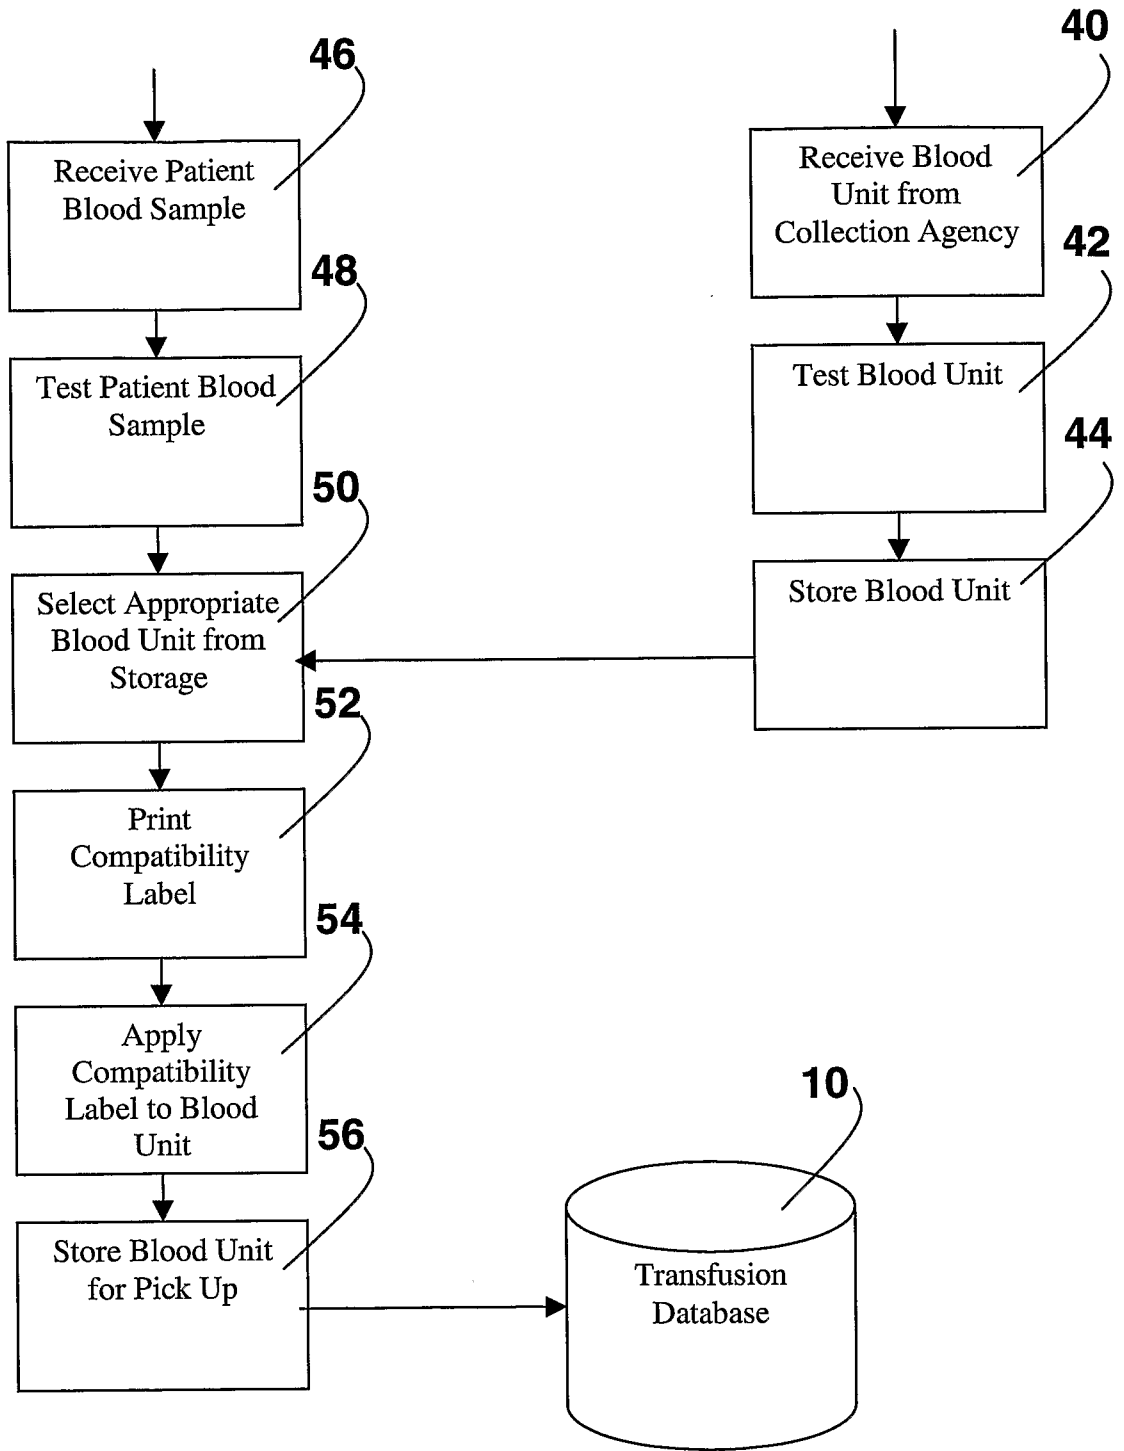 46
Receive Patient
Blood Sample
48
Test Patient Blood
Sample
50
Select Appropriate
Blood Unit from
Storage
52
Print
Compatibility
Label
54
Apply
Compatibility
Label to Blood
Unit
56
Store Blood Unit
for Pick Up
40
Receive Blood
Unit from
Collection Agency
42
Test Blood Unit
44
Store Blood Unit
10
Transfusion
Database